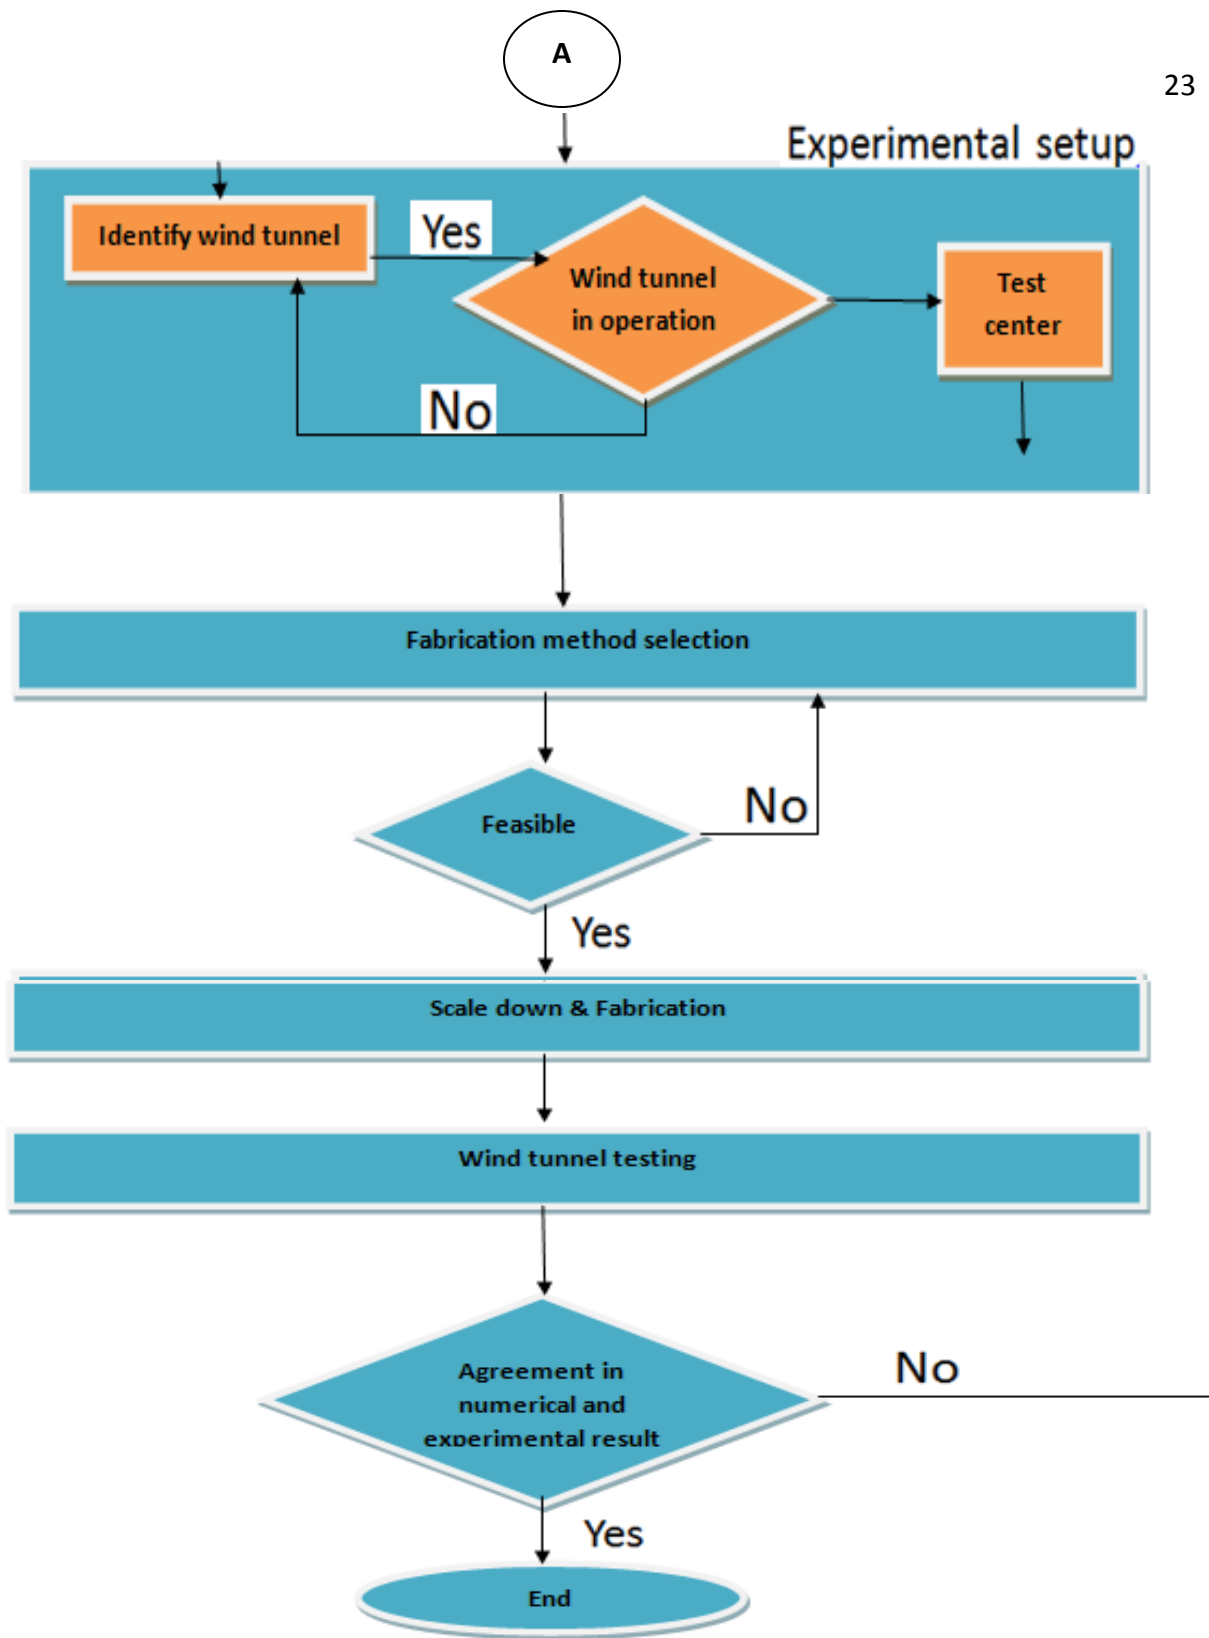 A
23
Experimental setup
Identify wind tunnel
Yes
Wind tunnel
in operation
Test
center
No
Fabrication method selection
Feasible
No
Yes
Scale down & Fabrication
Wind tunnel testing
Agreement in
numerical and
experimental result
No
Yes
End